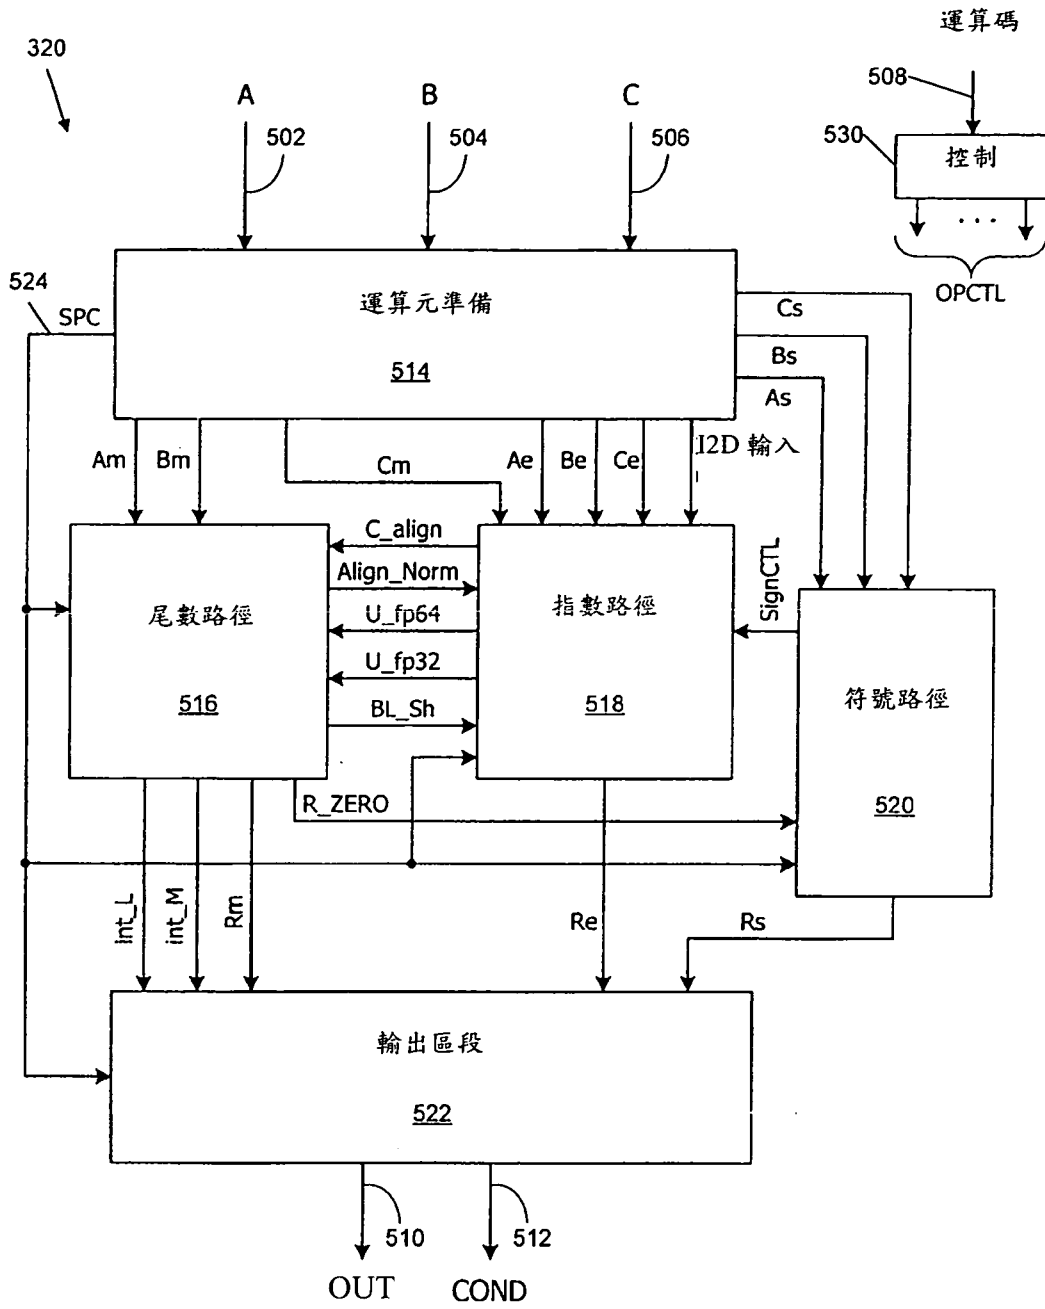 運算碼
320
508
A
B
C
530
502
504
506
控制
...
524
SPC
運算元準備
514
Cs
Bs
As
OPCTL
Am
Bm
Cm
Ae
Be
Ce
I2D 輸入
C_align
Align_Norm
尾數路徑
指數路徑
SignCTL
U_fp64
U_fp32
516
518
BL_Sh
符號路徑
520
R_ZERO
Int_L
int_M
Rm
Re
Rs
輸出區段
522
510
512
OUT
COND